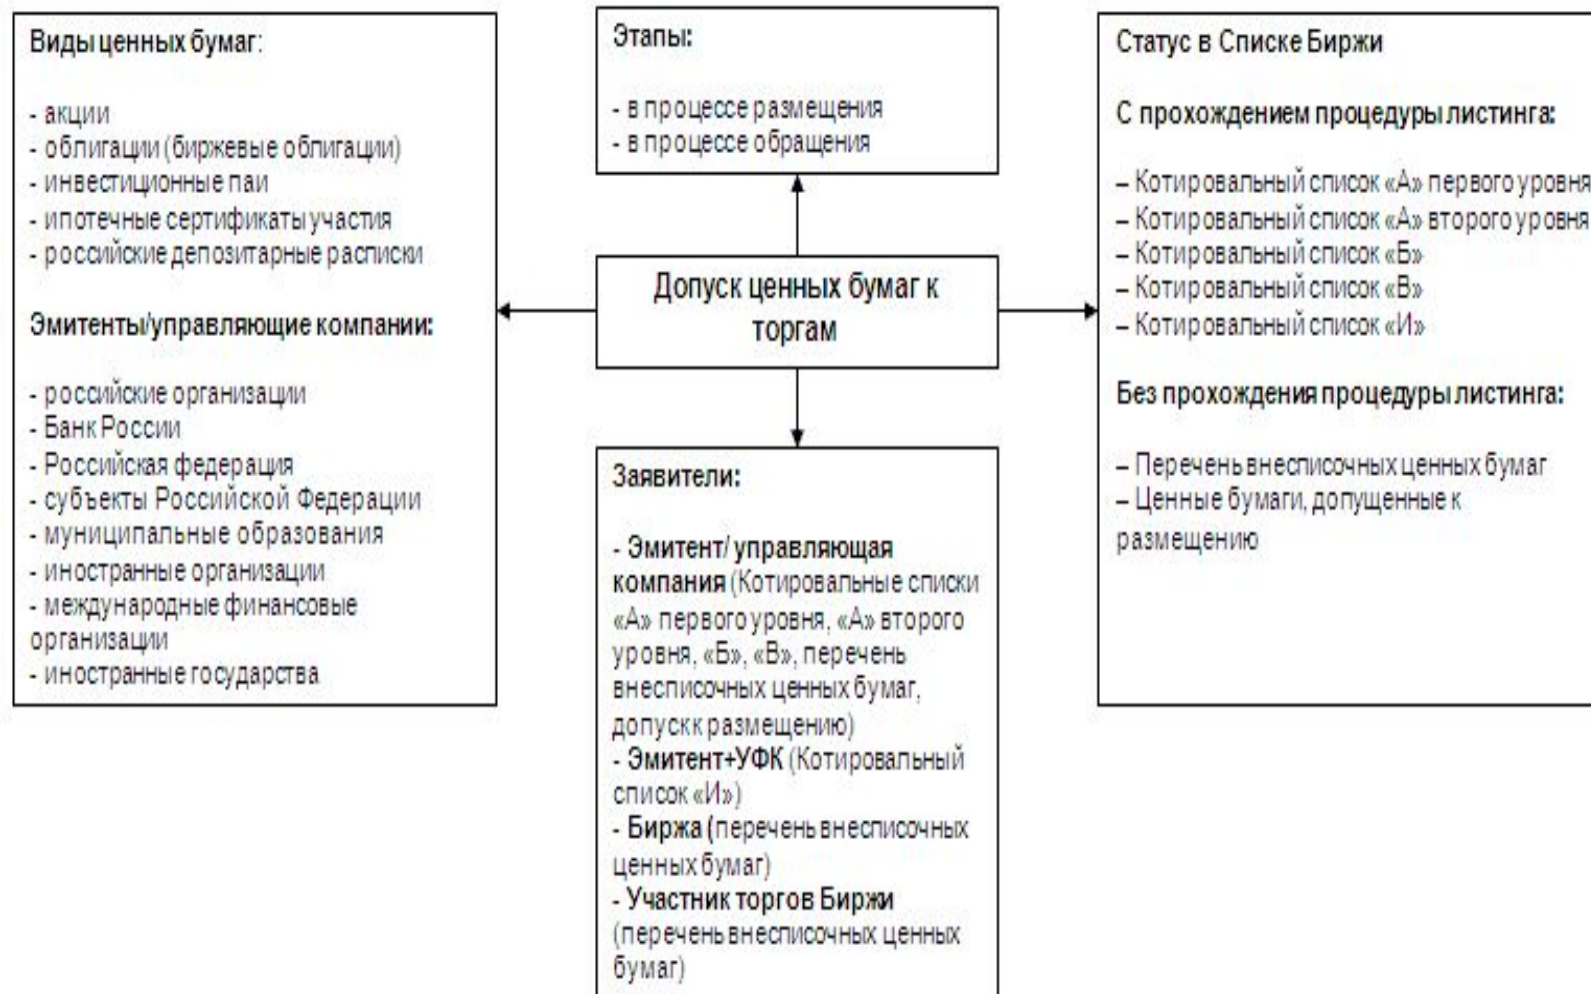 Виды ценных бумаг:
- акции
- облигации (биржевые облигации)
- инвестиционные паи
- ипотечные сертификаты участия
- российские депозитарные расписки
Эмитенты/управляющие компании:
- российские организации
- Банк России
- Российская федерация
- субъекты Российской Федерации
- муниципальные образования
- иностранные организации
- международные финансовые
организации
- иностранные государства
Этапы:
- в процессе размещения
- в процессе обращения
Допуск ценных бумаг к
торгам
Заявители:
- Эмитент/ управляющая
компания (Котировальные списки
«А» первого уровня, «А» второго
уровня, «Б», «В», перечень
внесписочных ценных бумаг,
допуск к размещению)
- Эмитент+УФК (Котировальный
список «И»)
- Биржа (перечень внесписочных
ценных бумаг)
- Участник торгов Биржи
(перечень внесписочных ценных
бумаг)
Статус в Списке Биржи
С прохождением процедуры листинга:
– Котировальный список «А» первого уровня
– Котировальный список «А» второго уровня
– Котировальный список «Б»
– Котировальный список «В»
– Котировальный список «И»
Без прохождения процедуры листинга:
– Перечень внесписочных ценных бумаг
– Ценные бумаги, допущенные к
размещению